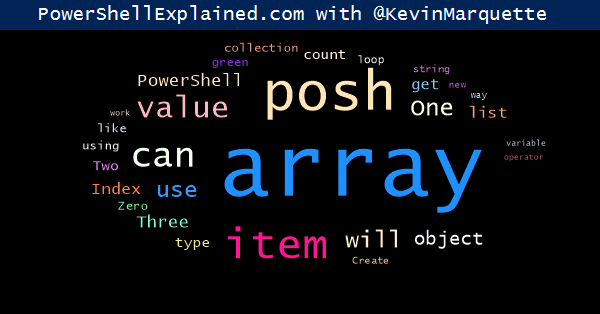 PowerShellExplained.com with @KevinMarquette
collection
count
green
loop
PowerShell
posh
string
get new
way
value
One list
work
like
using
can
array
variable
operator
Two
Index
use
Zero
Three
type
item
will
object
Create